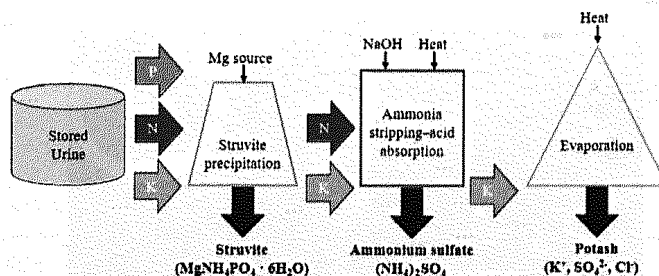 Heat
NaOH Heat
Mg source
P
Stored
Urine
N
Struvite
precipitation
N
Ammonia
stripping–acid
absorption
Evaporation
K
K
K
Struvite
(MgNH₄PO₄ · 6H₂O)
Ammonium sulfate
(NH₄)₂SO₄
Potash
(K⁺, SO₄²⁻, Cl⁻)